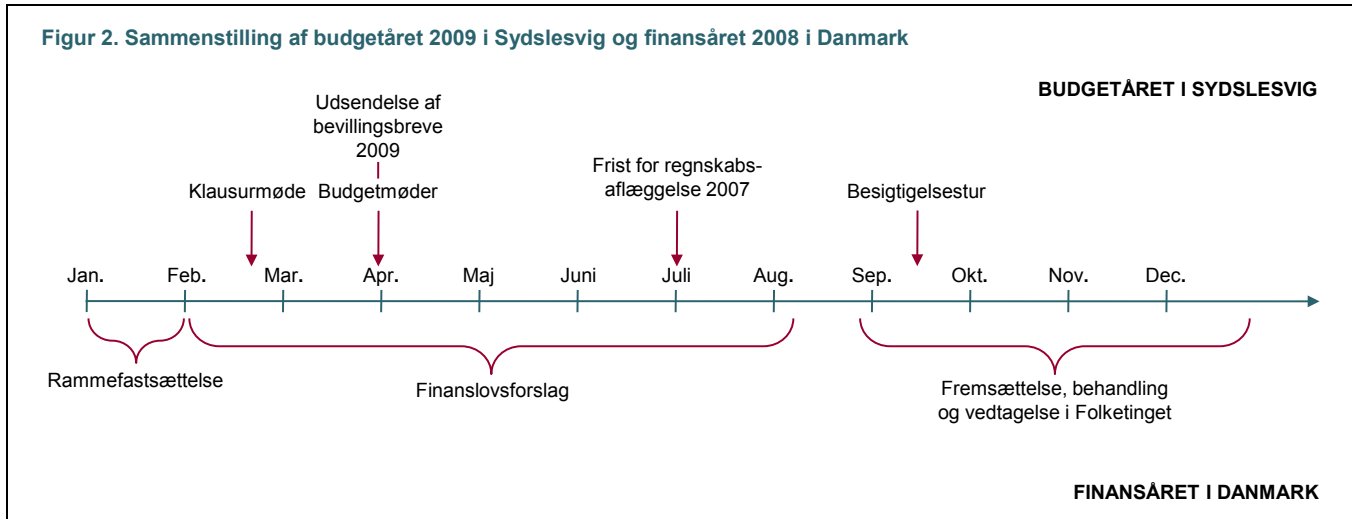 Figur 2. Sammenstilling af budgetåret 2009 i Sydslesvig og finansåret 2008 i Danmark
BUDGETÅRET I SYDSLESVIG
Udsendelse af
bevillingsbreve
2009
Klausurmøde
Budgetmøder
Frist for regnskabs-
aflæggelse 2007
Besigtigelsestur
Jan.
Feb.
Mar.
Apr.
Maj
Juni
Juli
Aug.
Sep.
Okt.
Nov.
Dec.
Rammefastsættelse
Finanslovsforslag
Fremsættelse, behandling
og vedtagelse i Folketinget
FINANSÅRET I DANMARK